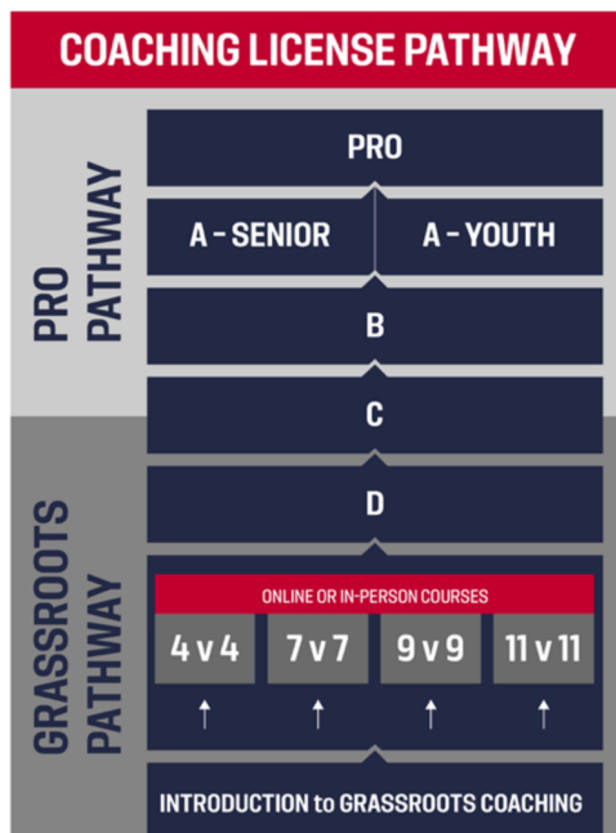 COACHING LICENSE PATHWAY
PRO
PATHWAY
PRO
A – SENIOR
A – YOUTH
B
C
D
GRASSROOTS
PATHWAY
ONLINE OR IN-PERSON COURSES
4 v 4
7 v 7
9 v 9
11 v 11
INTRODUCTION to GRASSROOTS COACHING